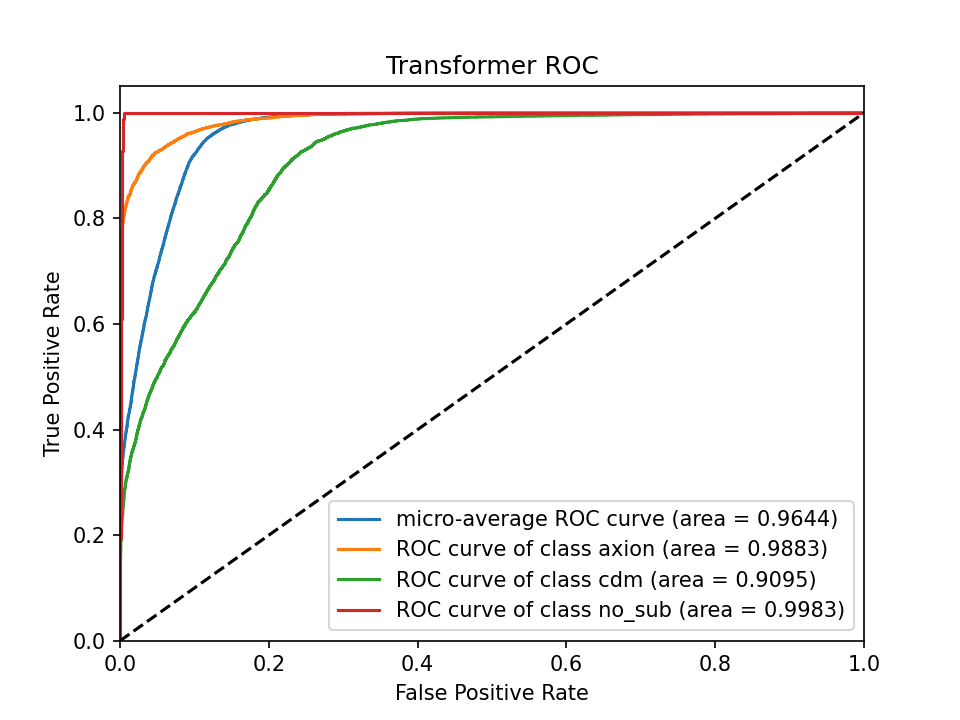 Transformer ROC
1.0
0.8
0.6
0.4
0.2
0.0
True Positive Rate
micro-average ROC curve (area = 0.9644)
ROC curve of class axion (area = 0.9883)
ROC curve of class cdm (area = 0.9095)
ROC curve of class no_sub (area = 0.9983)
0.0 0.2 0.4 0.6 0.8 1.0
False Positive Rate